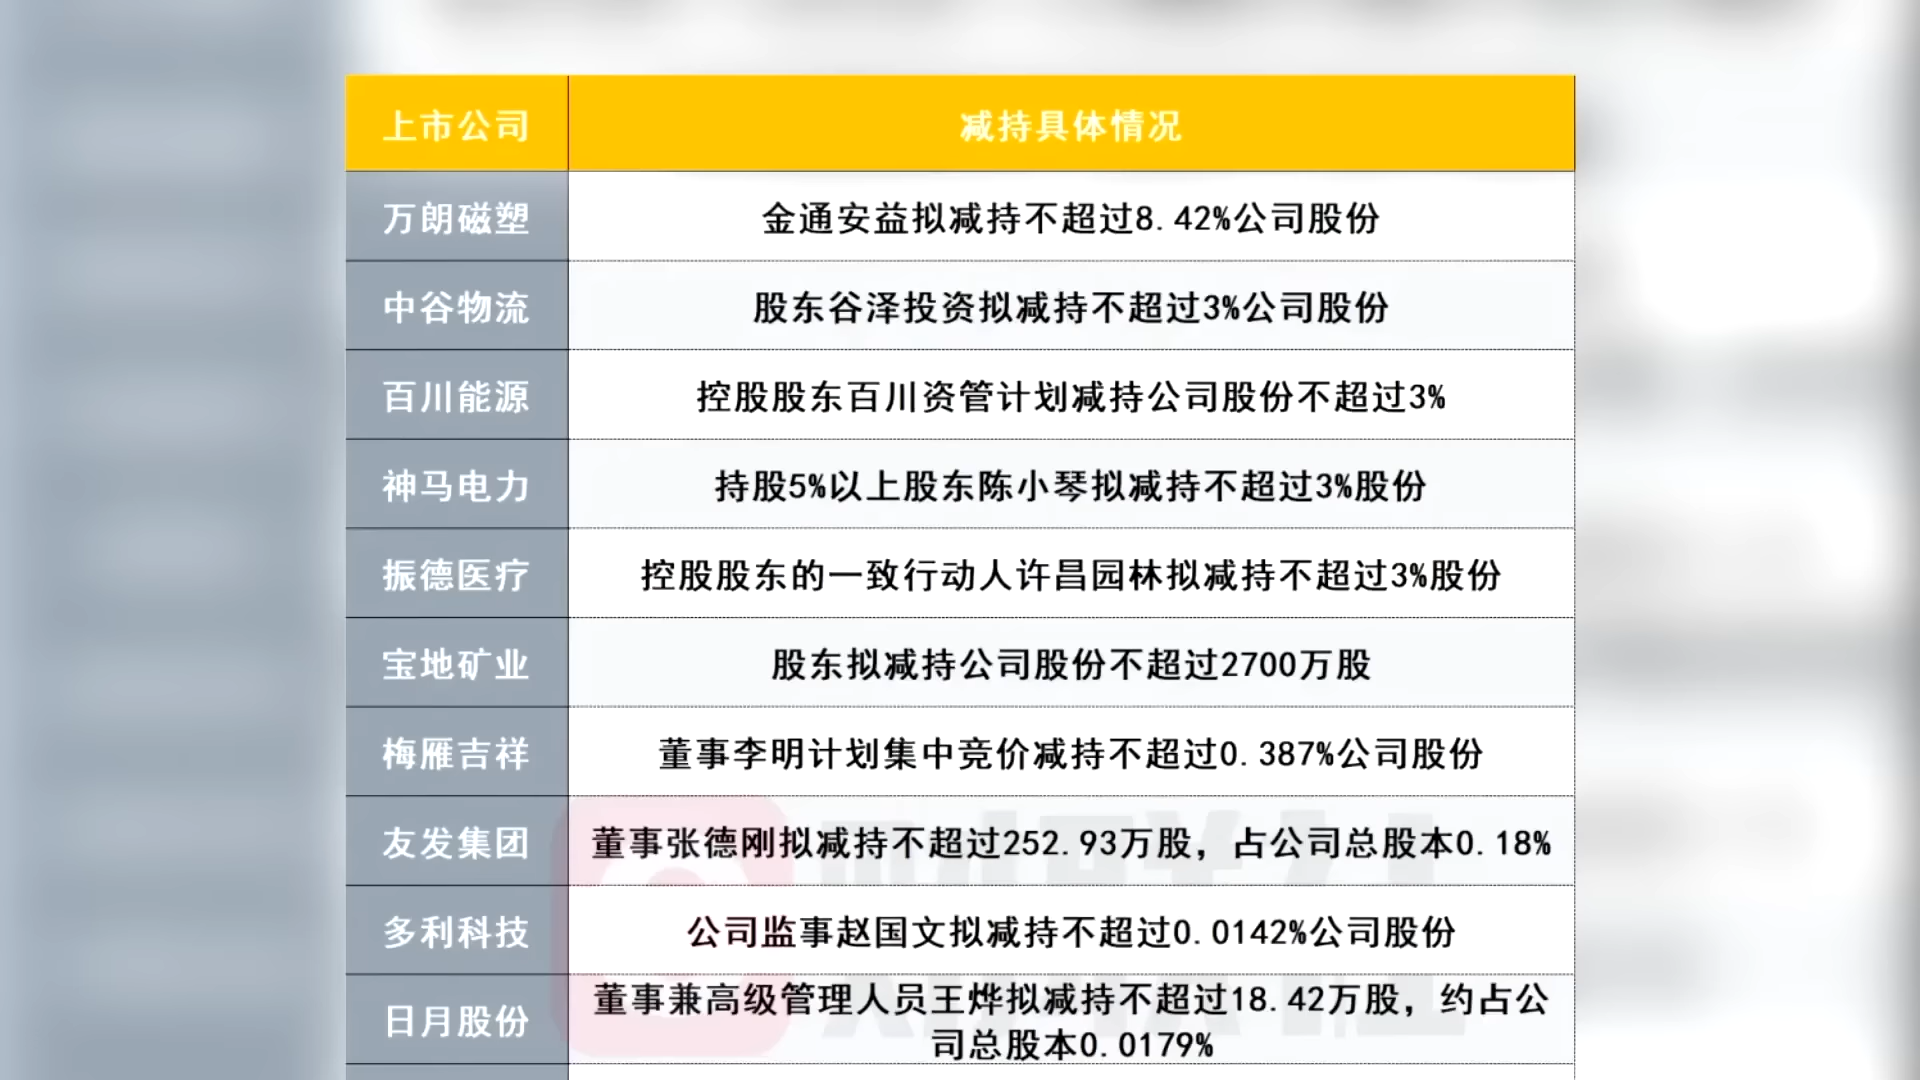 上市公司 减持具体情况
万朗磁塑 金通安益拟减持不超过8.42%公司股份
中谷物流 股东谷泽投资拟减持不超过3%公司股份
百川能源 控股股东百川资管计划减持公司股份不超过3%
神马电力 持股5%以上股东陈小琴拟减持不超过3%股份
振德医疗 控股股东的一致行动人许昌园林拟减持不超过3%股份
宝地矿业 股东拟减持公司股份不超过2700万股
梅雁吉祥 董事李明计划集中竞价减持不超过0.387%公司股份
友发集团 董事张德刚拟减持不超过252.93万股，占公司总股本0.18%
多利科技 公司监事赵国文拟减持不超过0.0142%公司股份
日月股份 董事兼高级管理人员王烨拟减持不超过18.42万股，约占公
司总股本0.0179%